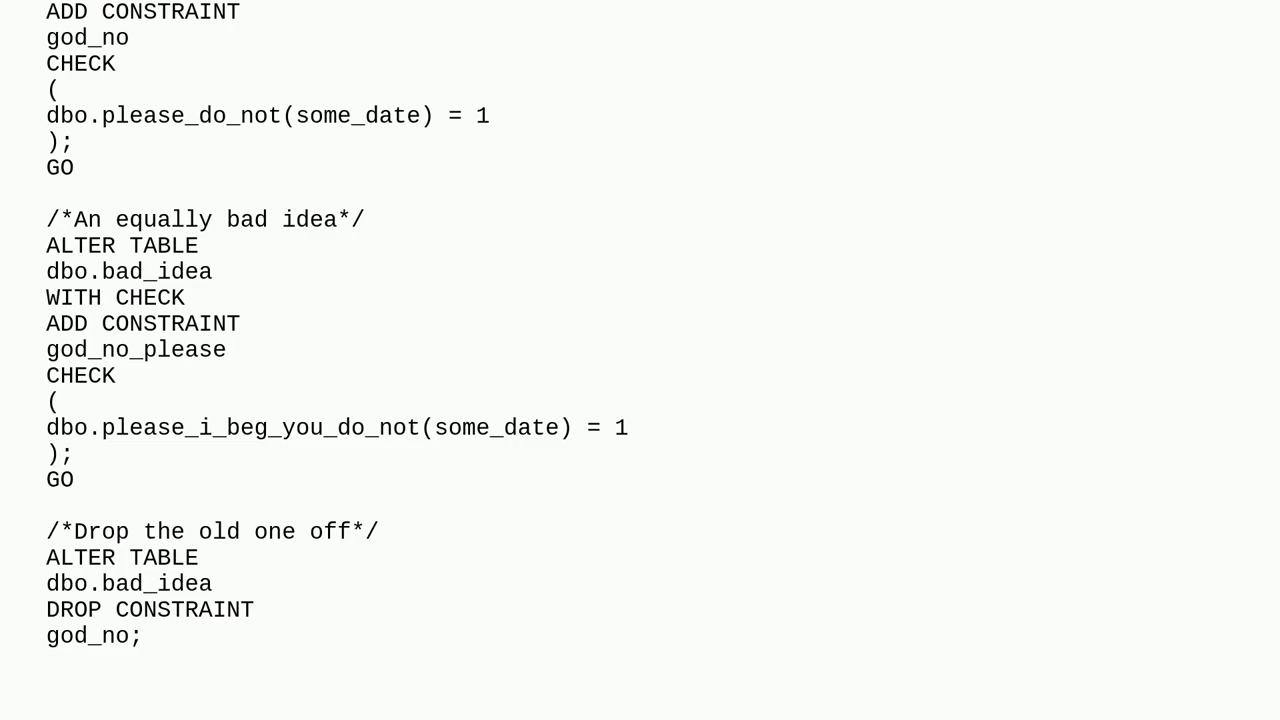 ADD CONSTRAINT
god_no
CHECK
(
dbo.please_do_not(some_date) = 1
);
GO

/*An equally bad idea*/
ALTER TABLE
dbo.bad_idea
WITH CHECK
ADD CONSTRAINT
god_no_please
CHECK
(
dbo.please_i_beg_you_do_not(some_date) = 1
);
GO

/*Drop the old one off*/
ALTER TABLE
dbo.bad_idea
DROP CONSTRAINT
god_no;